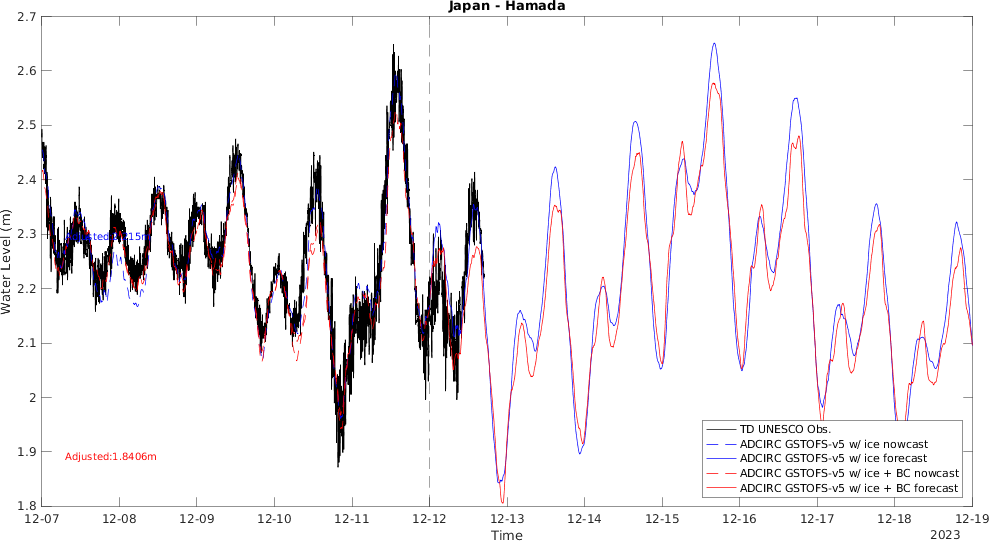 Japan - Hamada
Water Level (m)
2.7
2.6
2.5
2.4
2.3
2.2
2.1
2
1.9
1.8
Adjusted:1.8406m
TD UNESCO Obs.
ADCIRC GSTOFS-v5 w/ ice nowcast
ADCIRC GSTOFS-v5 w/ ice forecast
ADCIRC GSTOFS-v5 w/ ice + BC nowcast
ADCIRC GSTOFS-v5 w/ ice + BC forecast
12-07 12-08 12-09 12-10 12-11 12-12 12-13 12-14 12-15 12-16 12-17 12-18 12-19
Time
2023